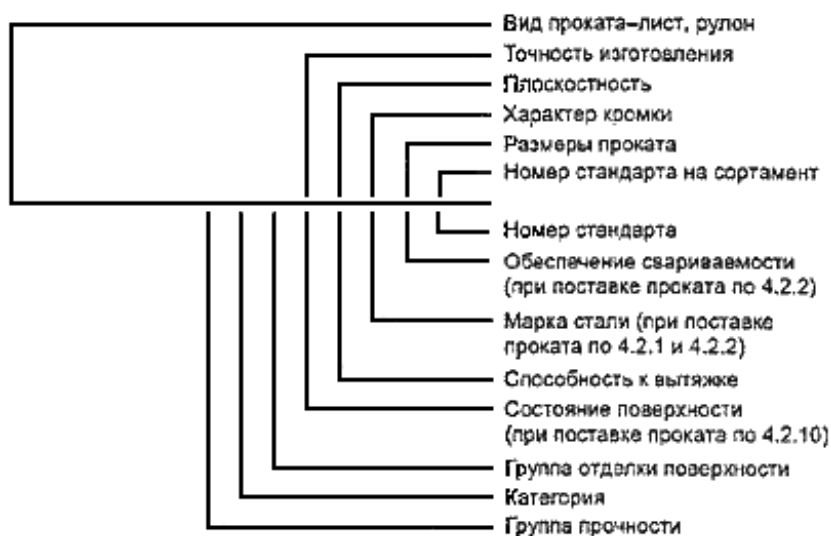 Вид проката–лист, рулон
Точность изготовления
Плоскостность
Характер кромки
Размеры проката
Номер стандарта на сортамент
Номер стандарта
Обеспечение свариваемости
(при поставке проката по 4.2.2)
Марка стали (при поставке
проката по 4.2.1 и 4.2.2)
Способность к вытяжке
Состояние поверхности
(при поставке проката по 4.2.10)
Группа отделки поверхности
Категория
Группа прочности